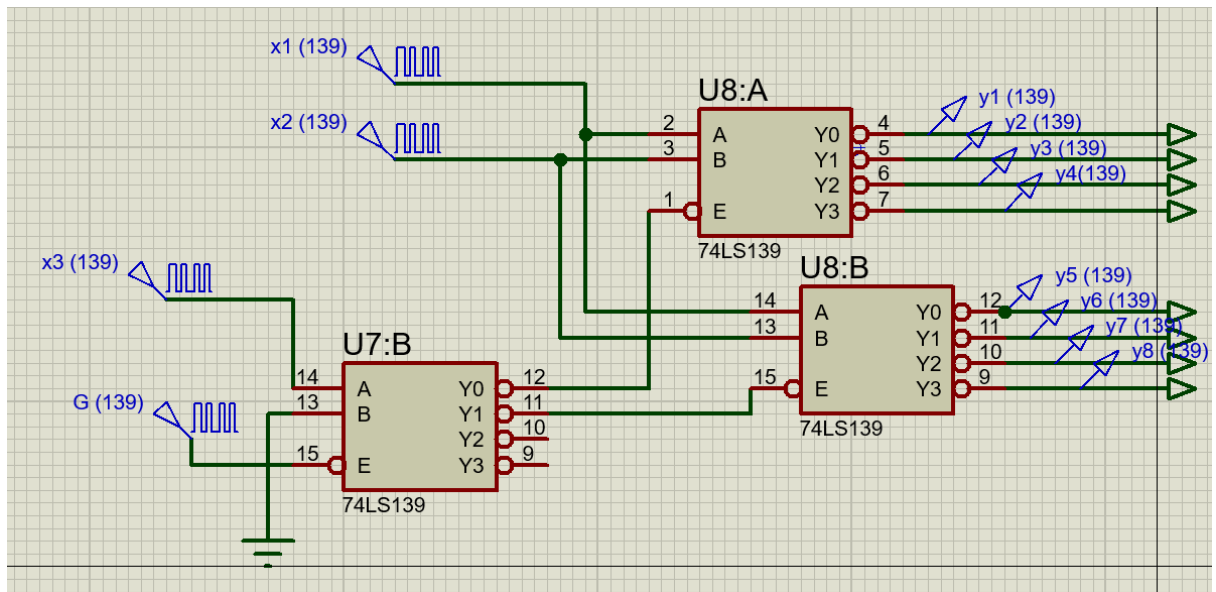 x1 (139)
x2 (139)
U8:A
2 A Y0 4
3 B Y1 5
Y2 6
1 E Y3 7
74LS139
y1 (139)
y2 (139)
y3 (139)
y4(139)
U8:B
14 A Y0 12
13 B Y1 11
Y2 10
15 E Y3 9
74LS139
y5 (139)
y6 (139)
y7 (139)
y8 (139)
x3 (139)
G (139)
U7:B
14 A Y0 12
13 B Y1 11
Y2 10
15 E Y3 9
74LS139